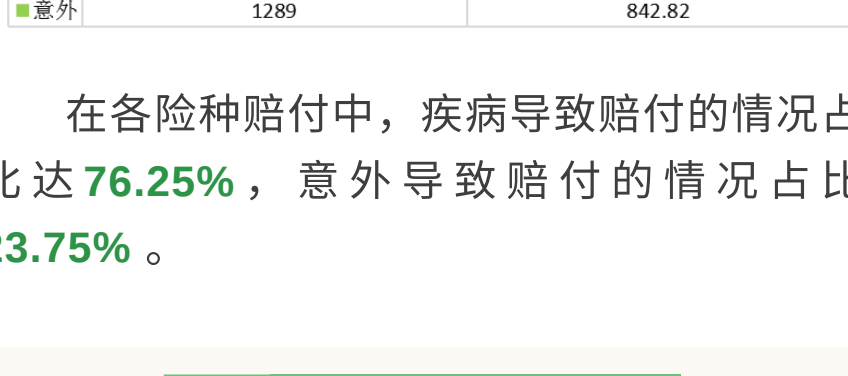 意外 1289 842.82
在各险种赔付中，疾病导致赔付的情况占
比达76.25%，意外导致赔付的情况占比
23.75%。